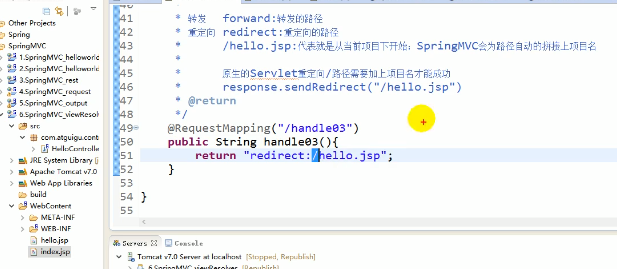 Other Projects
Spring
SpringMVC
1.SpringMVC_helloworld
2.SpringMVC_helloworld
3.SpringMVC_rest
4.SpringMVC_request
5.SpringMVC_output
6.SpringMVC_viewResolver
src
com.atguigu.cont
HelloController
JRE System Library [j
Apache Tomcat v7.0 [
Web App Libraries
build
WebContent
META-INF
WEB-INF
hello.jsp
index.jsp
41 * 转发 forward:转发的路径
42 * 重定向 redirect:重定向的路径
43 * /hello.jsp:代表就是从当前项目下开始；SpringMVC会为路径自动的拼接上项目名
44 *
45 * 原生的Servlet重定向/路径需要加上项目名才能成功
46 * response.sendRedirect("/hello.jsp")
47 * @return
48 */
49 @RequestMapping("/handle03")
50 public String handle03(){
51 return "redirect:/hello.jsp";
52 }
53
54 }
55
Servers Console
Tomcat v7.0 Server at localhost [Stopped, Republish]
6.SpringMVC_viewResolver [Republish]